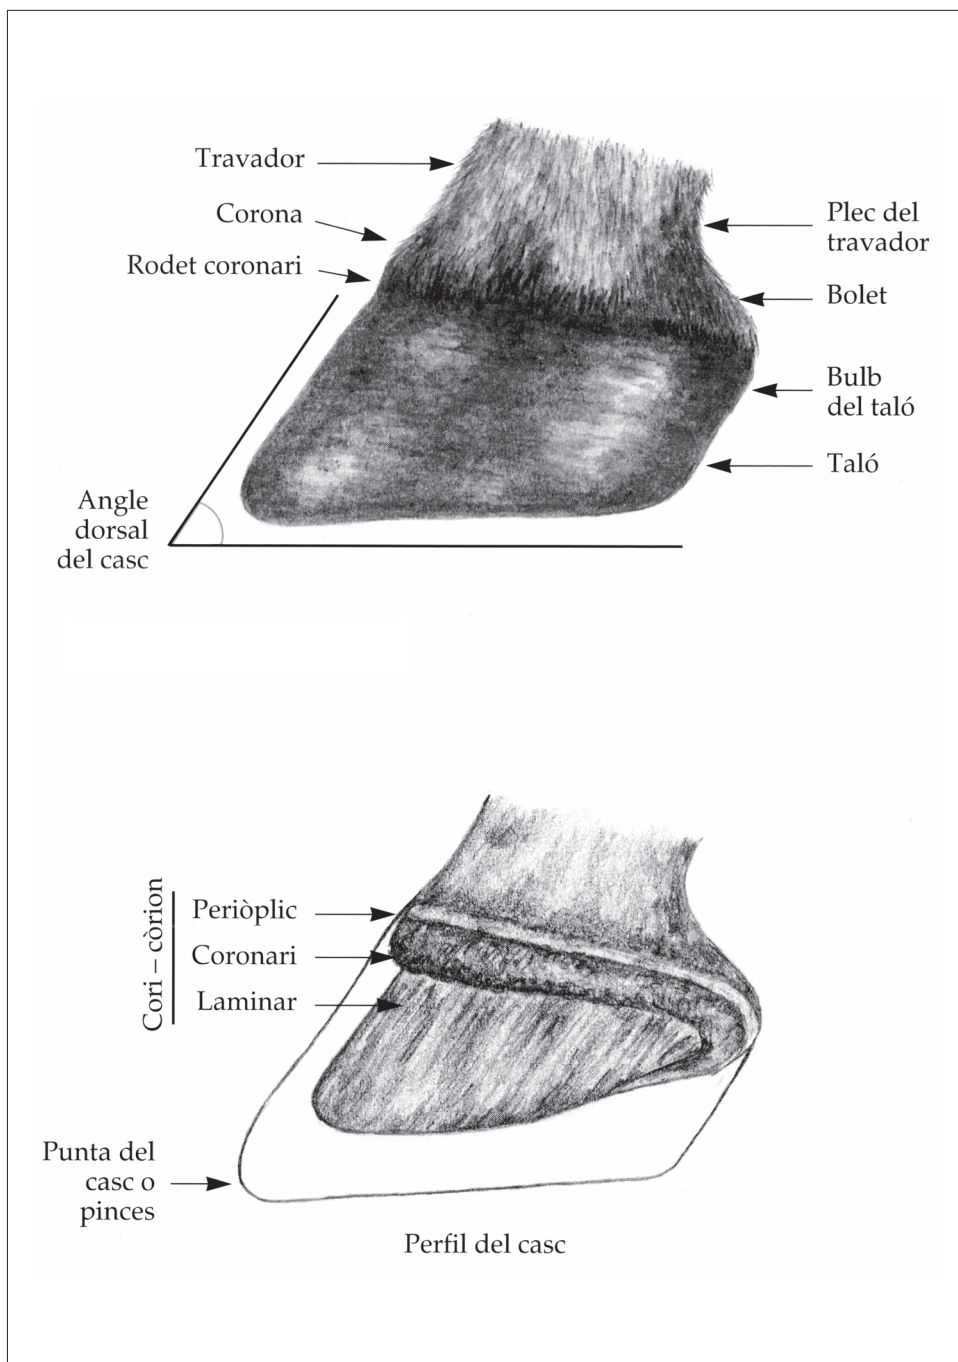 Travador
Corona
Rodet coronari
Plec del
travador
Bolet
Bulb
del taló
Taló
Angle
dorsal
del casc
Cori – còrion
Periòplic
Coronari
Laminar
Punta del
casc o
pinces
Perfil del casc